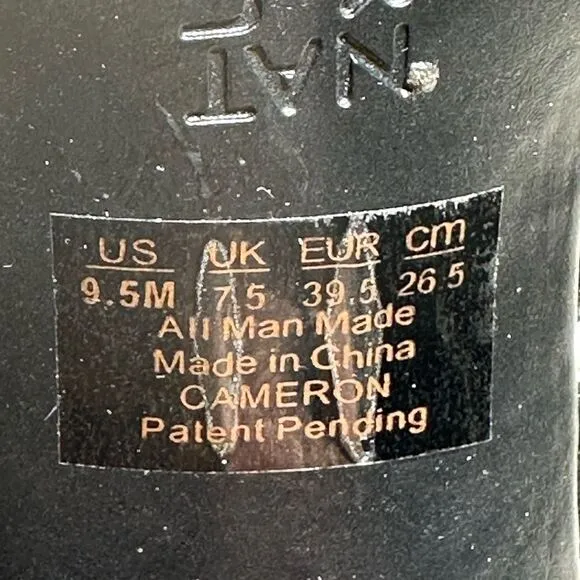 NAT
US UK EUR cm
9.5M 7.5 39.5 26 5
All Man Made
Made in China
CAMERON
Patent Pending